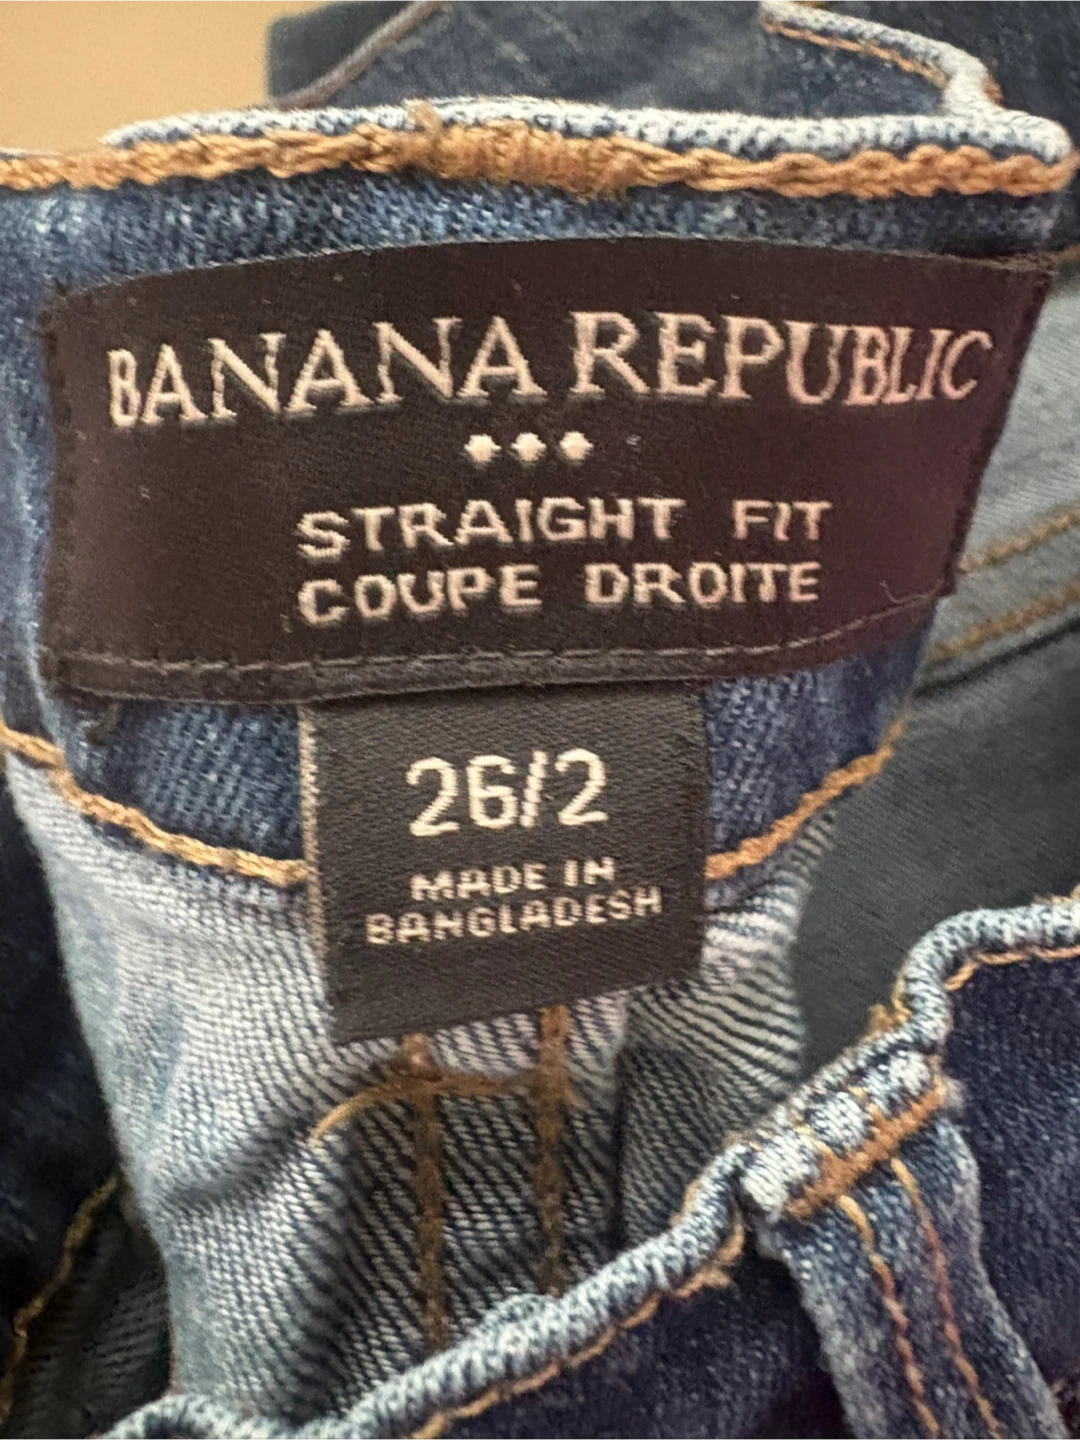 BANANA REPUBLIC
STRAIGHT FIT
COUPE DROITE
26/2
MADE IN
BANGLADESH